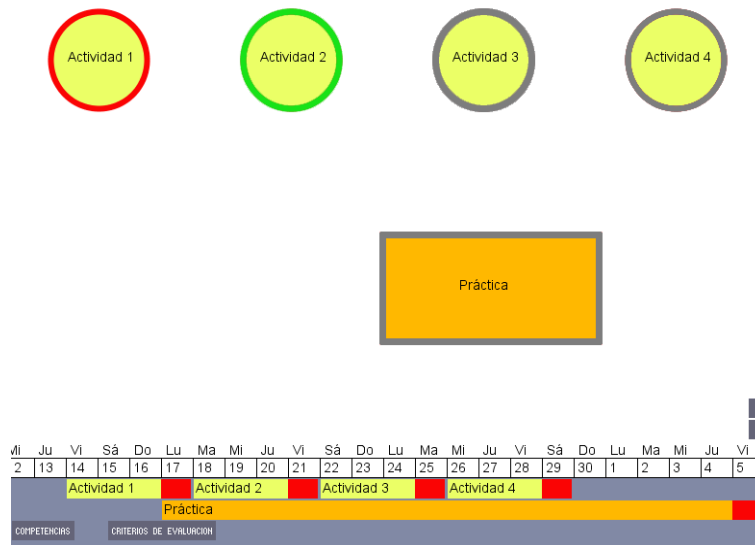 Actividad 1 Actividad 2 Actividad 3 Actividad 4
Práctica
Mi Ju Vi Sá Do Lu Ma Mi Ju Vi Sá Do Lu Ma Mi Ju Vi Sá Do Lu Ma Mi Ju Vi
2 13 14 15 16 17 18 19 20 21 22 23 24 25 26 27 28 29 30 1 2 3 4 5
Actividad 1 Actividad 2 Actividad 3 Actividad 4
Práctica
COMPETENCIAS CRITERIOS DE EVALUACION